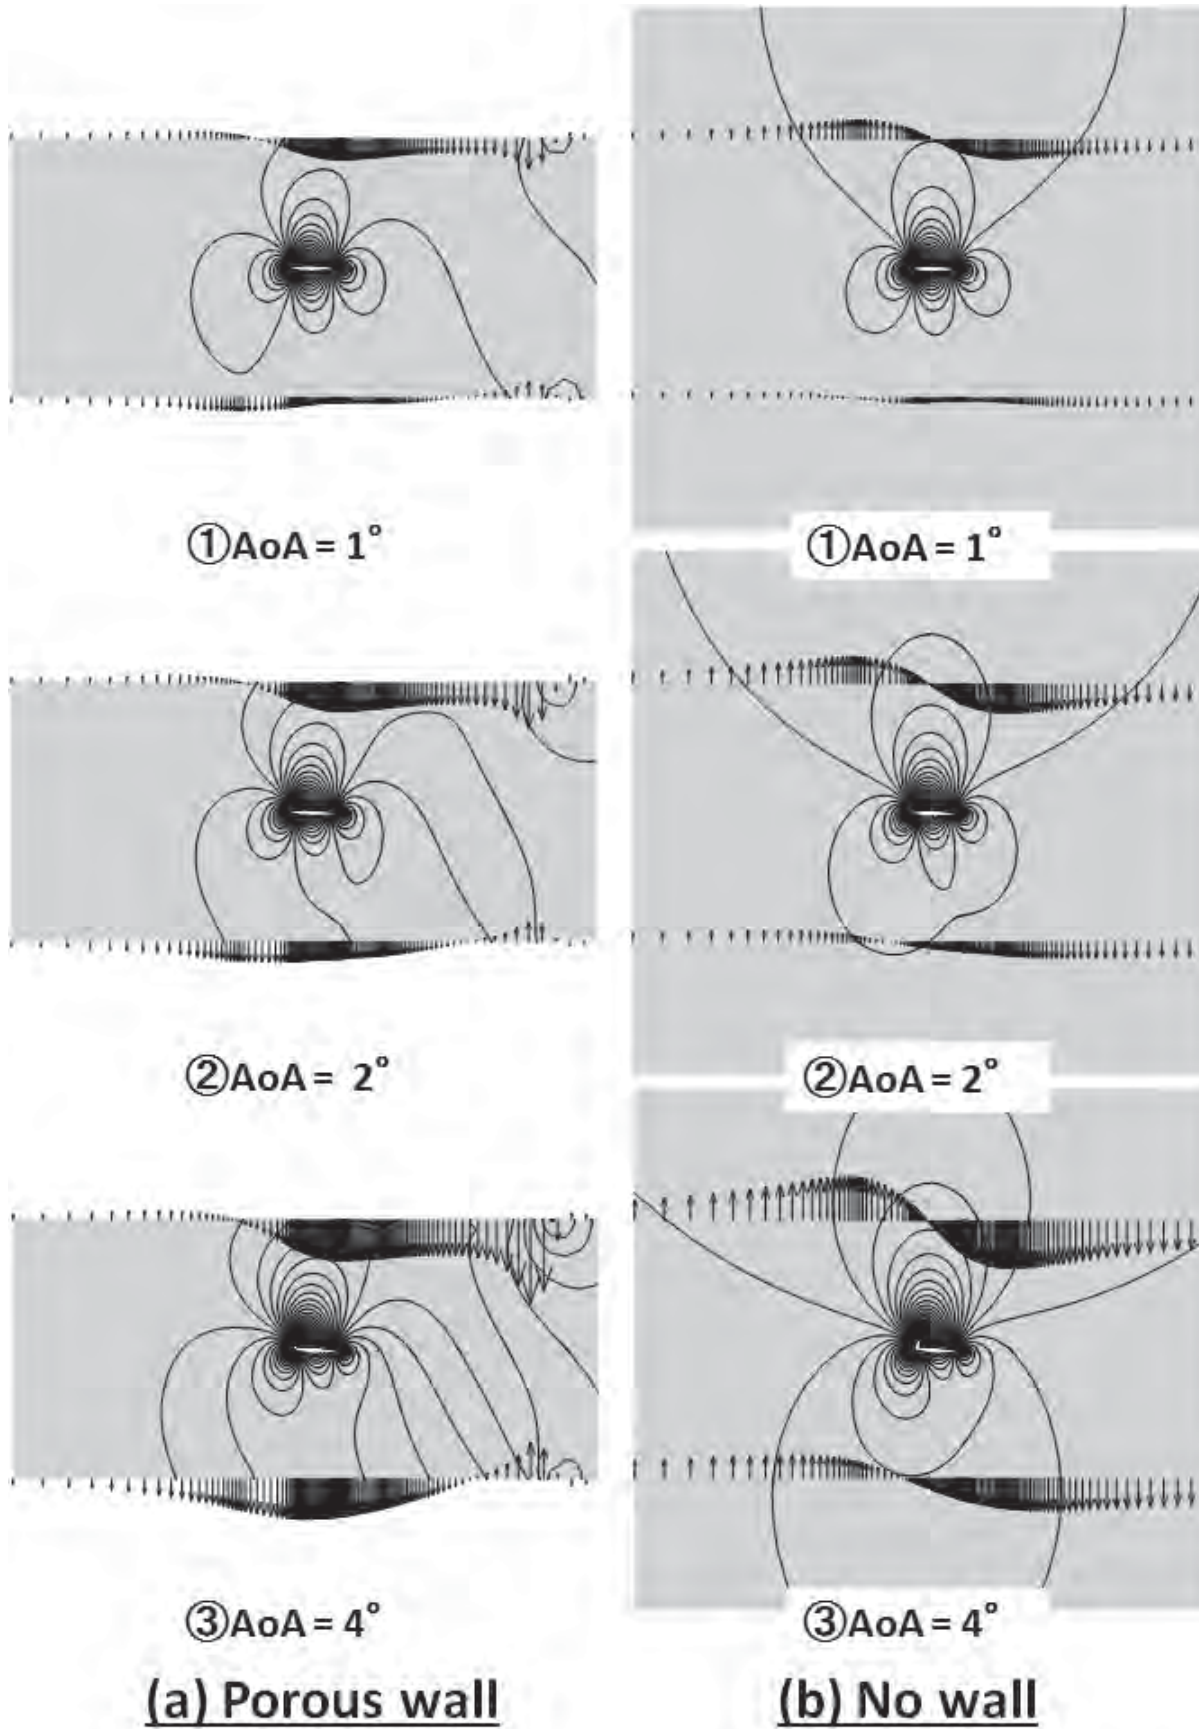 ①AoA = 1°
①AoA = 1°
②AoA = 2°
②AoA = 2°
③AoA = 4°
③AoA = 4°
(a) Porous wall
(b) No wall